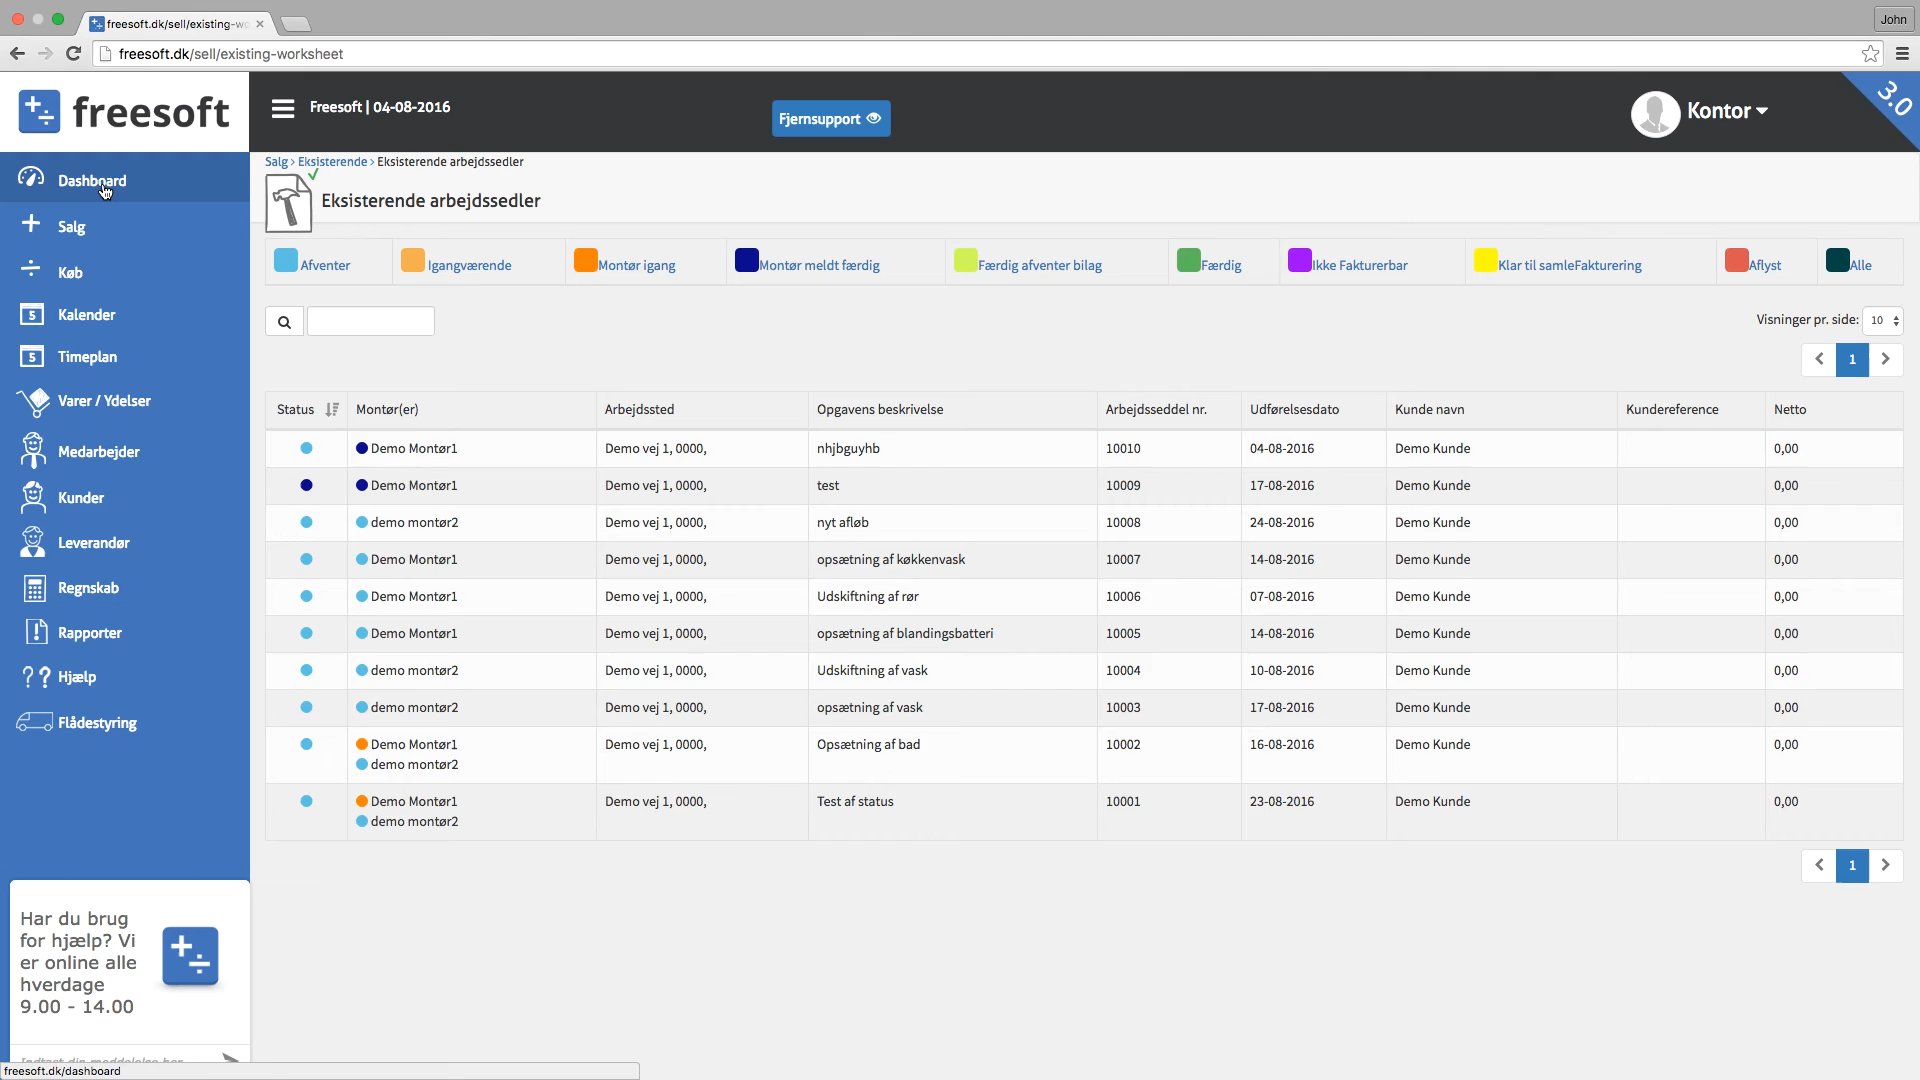 freesoft.dk/sell/existing-wo
John
freesoft.dk/sell/existing-worksheet
freesoft
Freesoft | 04-08-2016
Fjernsupport
Kontor
3.0
Dashboard
Salg
Køb
5 Kalender
5 Timeplan
Varer / Ydelser
Medarbejder
Kunder
Leverandør
Regnskab
Rapporter
?? Hjælp
Flådestyring
Salg › Eksisterende › Eksisterende arbejdssedler
Eksisterende arbejdssedler
Afventer Igangværende Montør igang Montør meldt færdig Færdig afventer bilag Færdig Ikke Fakturerbar Klar til samleFakturering Aflyst Alle
Visninger pr. side: 10
1
Status Montør(er) Arbejdssted Opgavens beskrivelse Arbejdsseddel nr. Udførelsesdato Kunde navn Kundereference Netto
Demo Montør1 Demo vej 1, 0000, nhjbguyhb 10010 04-08-2016 Demo Kunde 0,00
Demo Montør1 Demo vej 1, 0000, test 10009 17-08-2016 Demo Kunde 0,00
demo montør2 Demo vej 1, 0000, nyt afløb 10008 24-08-2016 Demo Kunde 0,00
Demo Montør1 Demo vej 1, 0000, opsætning af køkkenvask 10007 14-08-2016 Demo Kunde 0,00
Demo Montør1 Demo vej 1, 0000, Udskiftning af rør 10006 07-08-2016 Demo Kunde 0,00
Demo Montør1 Demo vej 1, 0000, opsætning af blandingsbatteri 10005 14-08-2016 Demo Kunde 0,00
demo montør2 Demo vej 1, 0000, Udskiftning af vask 10004 10-08-2016 Demo Kunde 0,00
demo montør2 Demo vej 1, 0000, opsætning af vask 10003 17-08-2016 Demo Kunde 0,00
Demo Montør1 Demo vej 1, 0000, Opsætning af bad 10002 16-08-2016 Demo Kunde 0,00
demo montør2
Demo Montør1 Demo vej 1, 0000, Test af status 10001 23-08-2016 Demo Kunde 0,00
demo montør2
1
Har du brug
for hjælp? Vi
er online alle
hverdage
9.00 - 14.00
Indtast din meddelelse her
freesoft.dk/dashboard